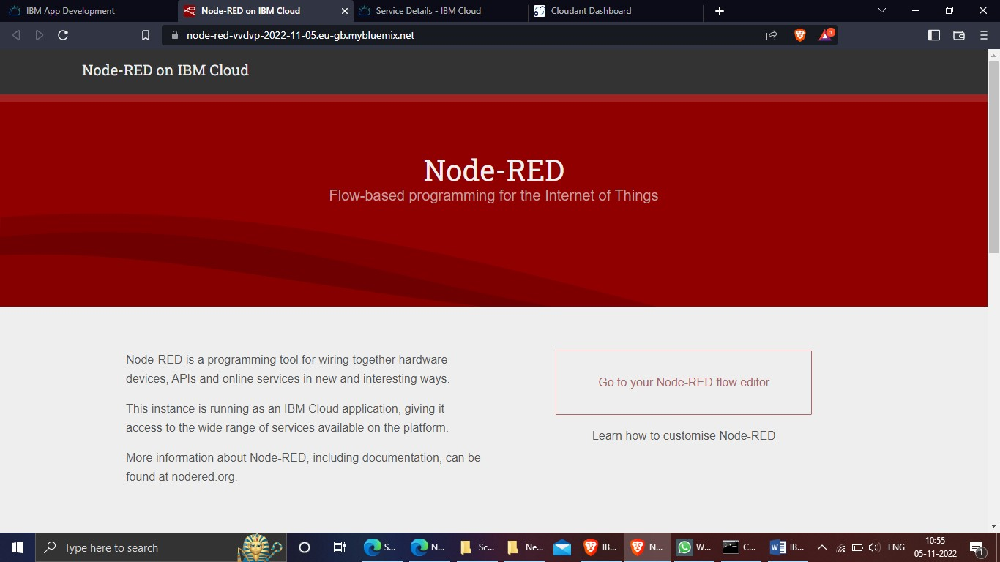 IBM App Development
Node-RED on IBM Cloud
Service Details - IBM Cloud
Cloudant Dashboard
node-red-vvdvp-2022-11-05.eu-gb.mybluemix.net
1
Node-RED on IBM Cloud
Node-RED
Flow-based programming for the Internet of Things
Node-RED is a programming tool for wiring together hardware
devices, APIs and online services in new and interesting ways.
This instance is running as an IBM Cloud application, giving it
access to the wide range of services available on the platform.
More information about Node-RED, including documentation, can be
found at nodered.org.
Go to your Node-RED flow editor
Learn how to customise Node-RED
Type here to search
S...
N...
Sc...
Ne...
IB...
N...
W...
C...
IB...
ENG
10:55
05-11-2022
1